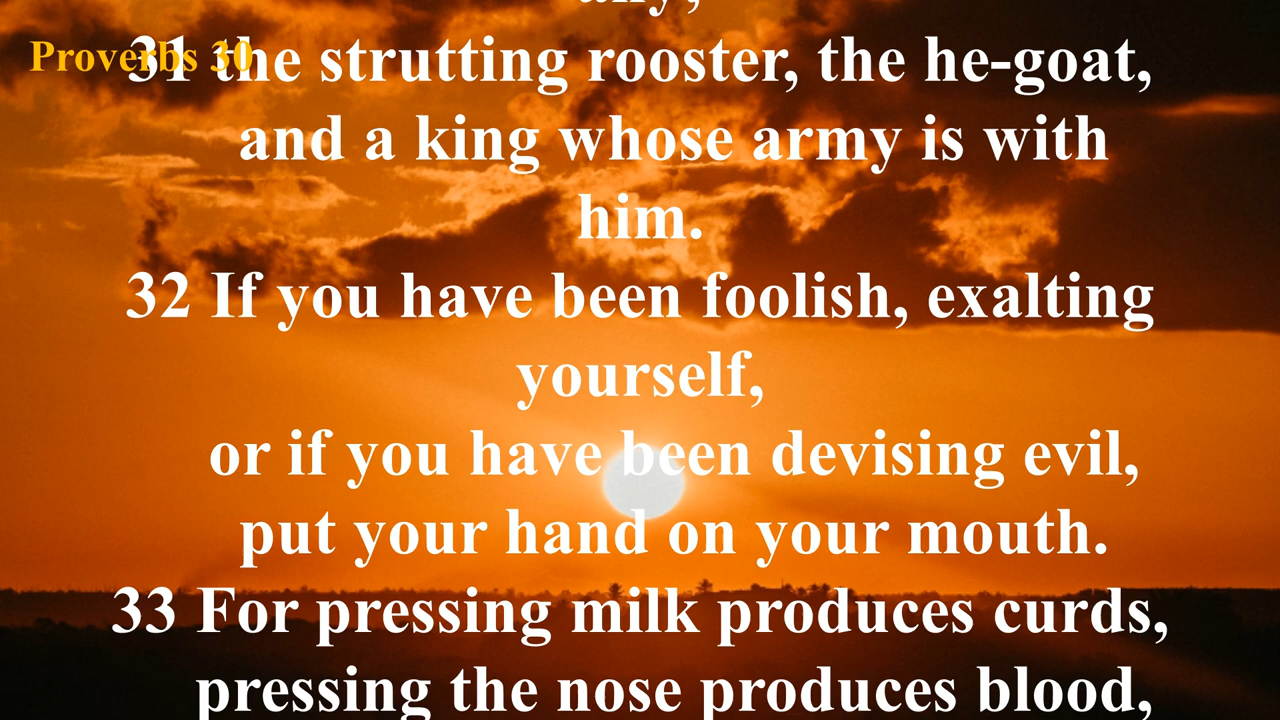 Proverbs 30
31 the strutting rooster, the he-goat,
and a king whose army is with
him.
32 If you have been foolish, exalting
yourself,
or if you have been devising evil,
put your hand on your mouth.
33 For pressing milk produces curds,
pressing the nose produces blood,